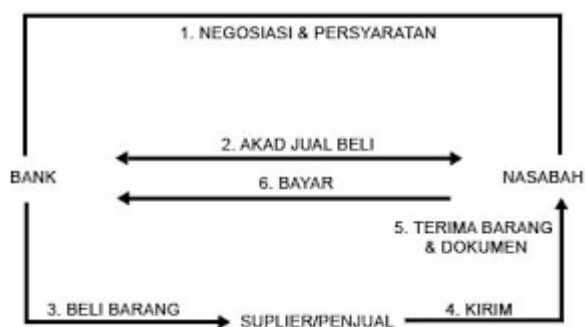 1. NEGOSIASI & PERSYARATAN
2. AKAD JUAL BELI
BANK
NASABAH
6. BAYAR
5. TERIMA BARANG
& DOKUMEN
3. BELI BARANG
SUPLIER/PENJUAL
4. KIRIM